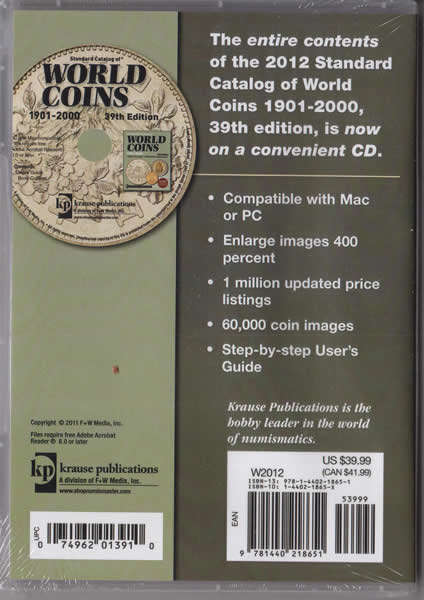 Standard Catalog of®
WORLD
COINS
1901-2000 39th Edition
WORLD
COINS
kp krause publications
A division of F+W Media, Inc.
The entire contents
of the 2012 Standard
Catalog of World
Coins 1901-2000,
39th edition, is now
on a convenient CD.
• Compatible with Mac
or PC
• Enlarge images 400
percent
• 1 million updated price
listings
• 60,000 coin images
• Step-by-step User's
Guide
Krause Publications is the
hobby leader in the world
of numismatics.
Copyright © 2011 F+W Media, Inc.
Files require free Adobe Acrobat
Reader ® 6.0 or later
kp krause publications
A division of F+W Media, Inc.
www.shopnumismaster.com
UPC
0 74962 01391 0
W2012
US $39.99
(CAN $41.99)
ISBN-13: 978-1-4402-1865-1
ISBN-10: 1-4402-1865-X
53999
EAN
9 781440 218651